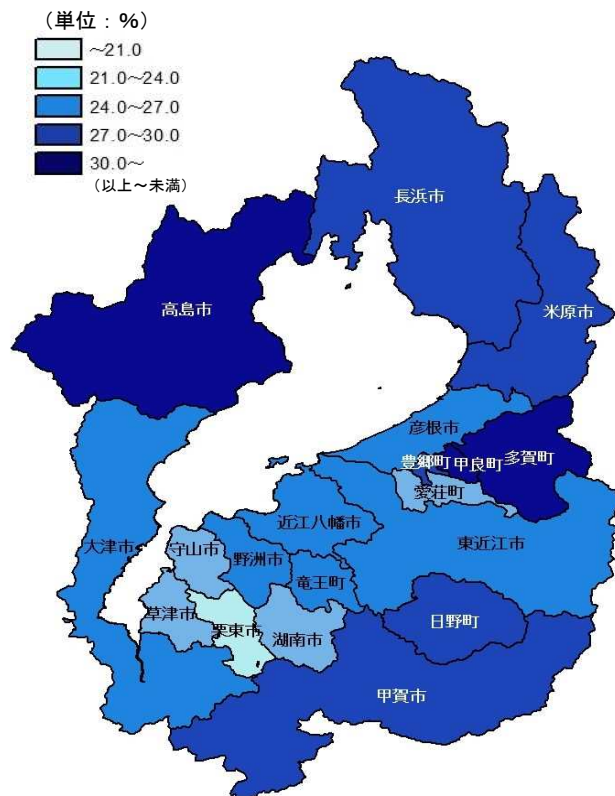 （単位：%）
～21.0
21.0～24.0
24.0～27.0
27.0～30.0
30.0～
（以上～未満）
長浜市
高島市
米原市
彦根市
豊郷町
甲良町
多賀町
愛荘町
近江八幡市
東近江市
大津市
守山市
野洲市
竜王町
草津市
栗東市
湖南市
日野町
甲賀市